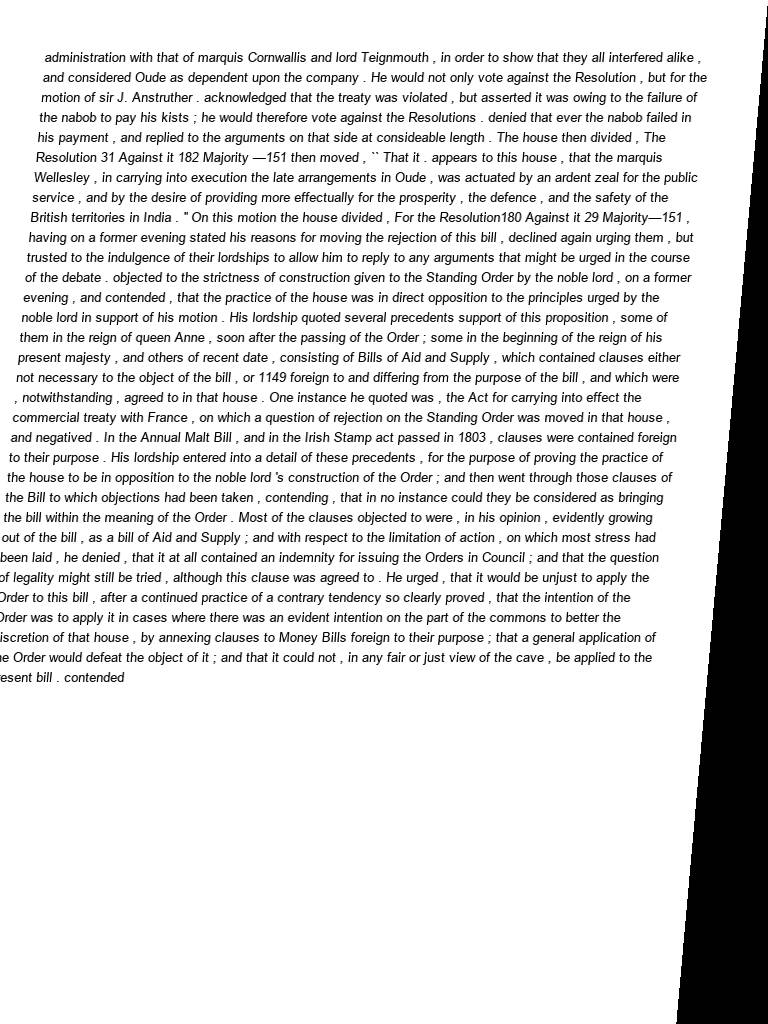 administration with that of marquis Cornwallis and lord Teignmouth , in order to show that they all interfered alike ,
and considered Oude as dependent upon the company . He would not only vote against the Resolution , but for the
motion of sir J. Anstruther . acknowledged that the treaty was violated , but asserted it was owing to the failure of
the nabob to pay his kists ; he would therefore vote against the Resolutions . denied that ever the nabob failed in
his payment , and replied to the arguments on that side at consideable length . The house then divided , The
Resolution 31 Against it 182 Majority —151 then moved , `` That it . appears to this house , that the marquis
Wellesley , in carrying into execution the late arrangements in Oude , was actuated by an ardent zeal for the public
service , and by the desire of providing more effectually for the prosperity , the defence , and the safety of the
British territories in India . " On this motion the house divided , For the Resolution180 Against it 29 Majority—151 ,
having on a former evening stated his reasons for moving the rejection of this bill , declined again urging them , but
trusted to the indulgence of their lordships to allow him to reply to any arguments that might be urged in the course
of the debate . objected to the strictness of construction given to the Standing Order by the noble lord , on a former
evening , and contended , that the practice of the house was in direct opposition to the principles urged by the
noble lord in support of his motion . His lordship quoted several precedents support of this proposition , some of
them in the reign of queen Anne , soon after the passing of the Order ; some in the beginning of the reign of his
present majesty , and others of recent date , consisting of Bills of Aid and Supply , which contained clauses either
not necessary to the object of the bill , or 1149 foreign to and differing from the purpose of the bill , and which were
, notwithstanding , agreed to in that house . One instance he quoted was , the Act for carrying into effect the
commercial treaty with France , on which a question of rejection on the Standing Order was moved in that house ,
and negatived . In the Annual Malt Bill , and in the Irish Stamp act passed in 1803 , clauses were contained foreign
to their purpose . His lordship entered into a detail of these precedents , for the purpose of proving the practice of
the house to be in opposition to the noble lord 's construction of the Order ; and then went through those clauses of
the Bill to which objections had been taken , contending , that in no instance could they be considered as bringing
the bill within the meaning of the Order . Most of the clauses objected to were , in his opinion , evidently growing
out of the bill , as a bill of Aid and Supply ; and with respect to the limitation of action , on which most stress had
been laid , he denied , that it at all contained an indemnity for issuing the Orders in Council ; and that the question
of legality might still be tried , although this clause was agreed to . He urged , that it would be unjust to apply the
Order to this bill , after a continued practice of a contrary tendency so clearly proved , that the intention of the
Order was to apply it in cases where there was an evident intention on the part of the commons to better the
iscretion of that house , by annexing clauses to Money Bills foreign to their purpose ; that a general application of
e Order would defeat the object of it ; and that it could not , in any fair or just view of the cave , be applied to the
esent bill . contended